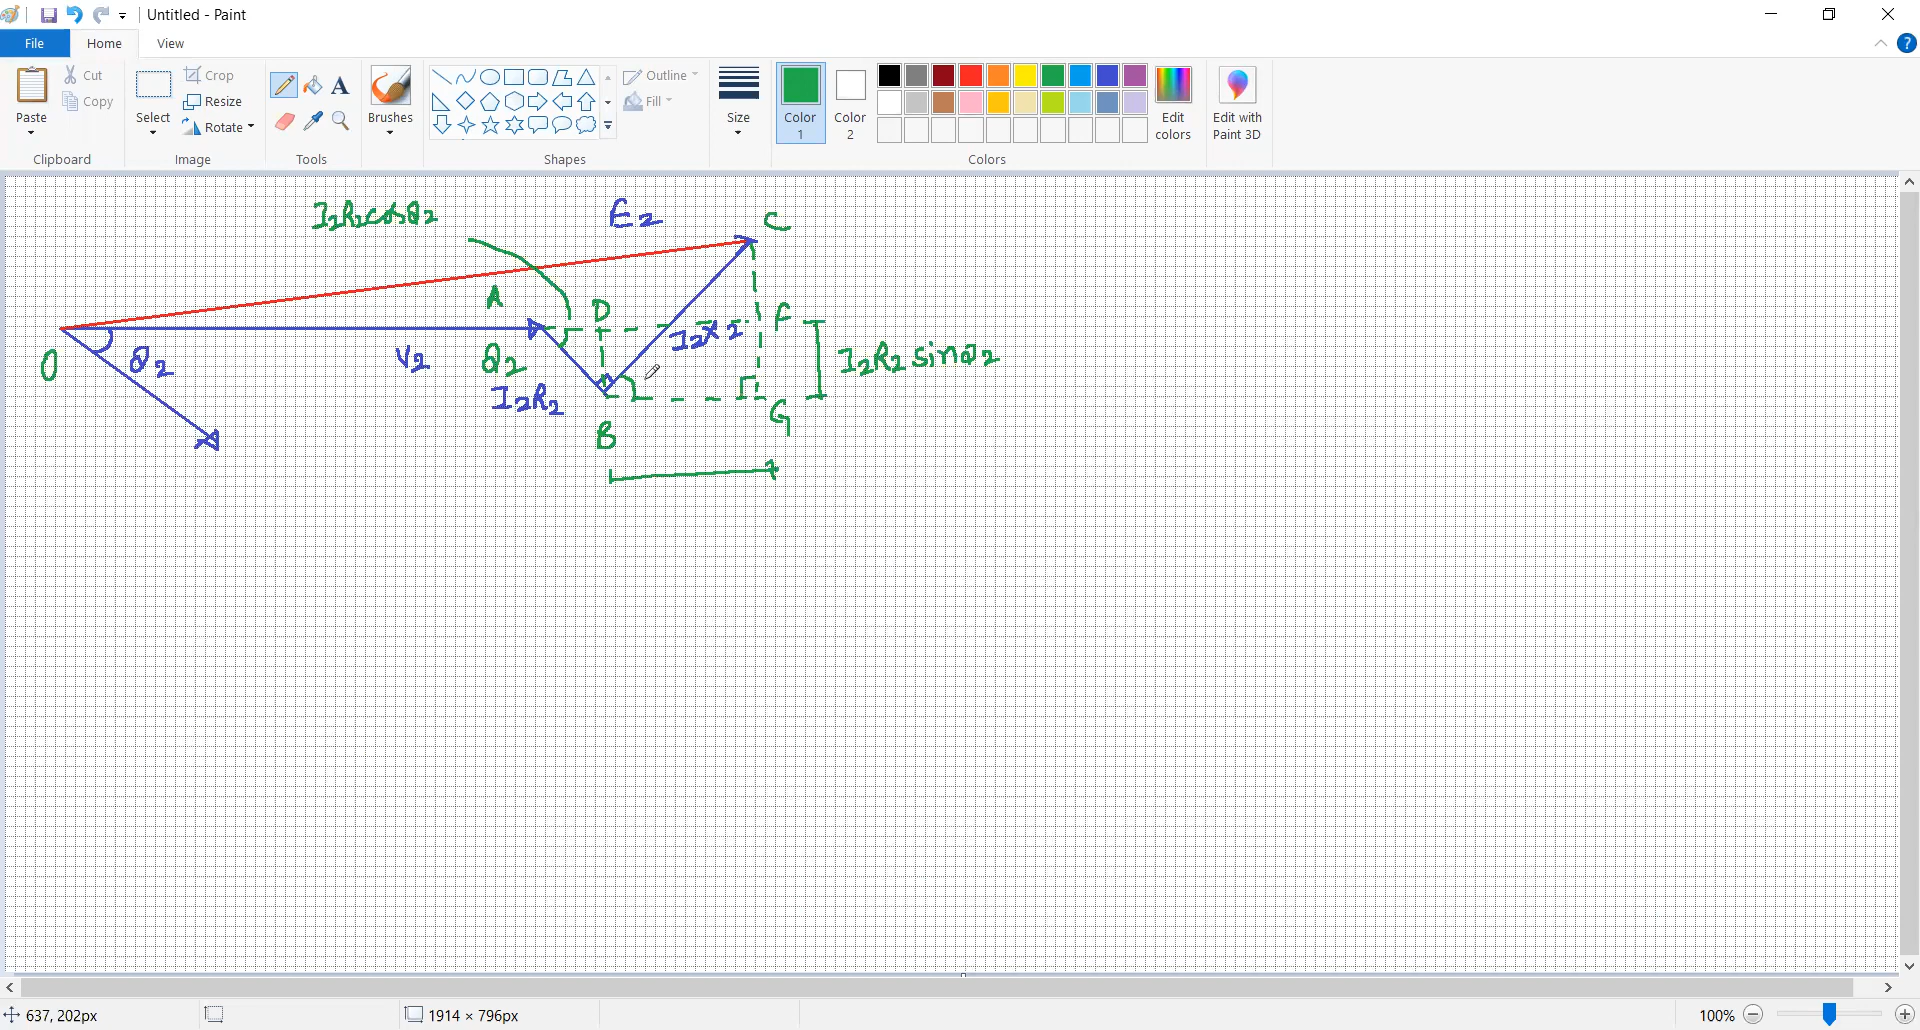 Untitled - Paint
File Home View
Paste
Cut
Copy
Clipboard
Select
Crop
Resize
Rotate
Image
Tools
Brushes
Outline
Fill
Shapes
Size
Color 1
Color 2
Edit colors
Edit with Paint 3D
Colors
I2R2cosθ2
E2
C
A
D
F
O
θ2
V2
θ2
I2X2
I2R2 sinθ2
I2R2
G
B
637, 202px
1914 × 796px
100%